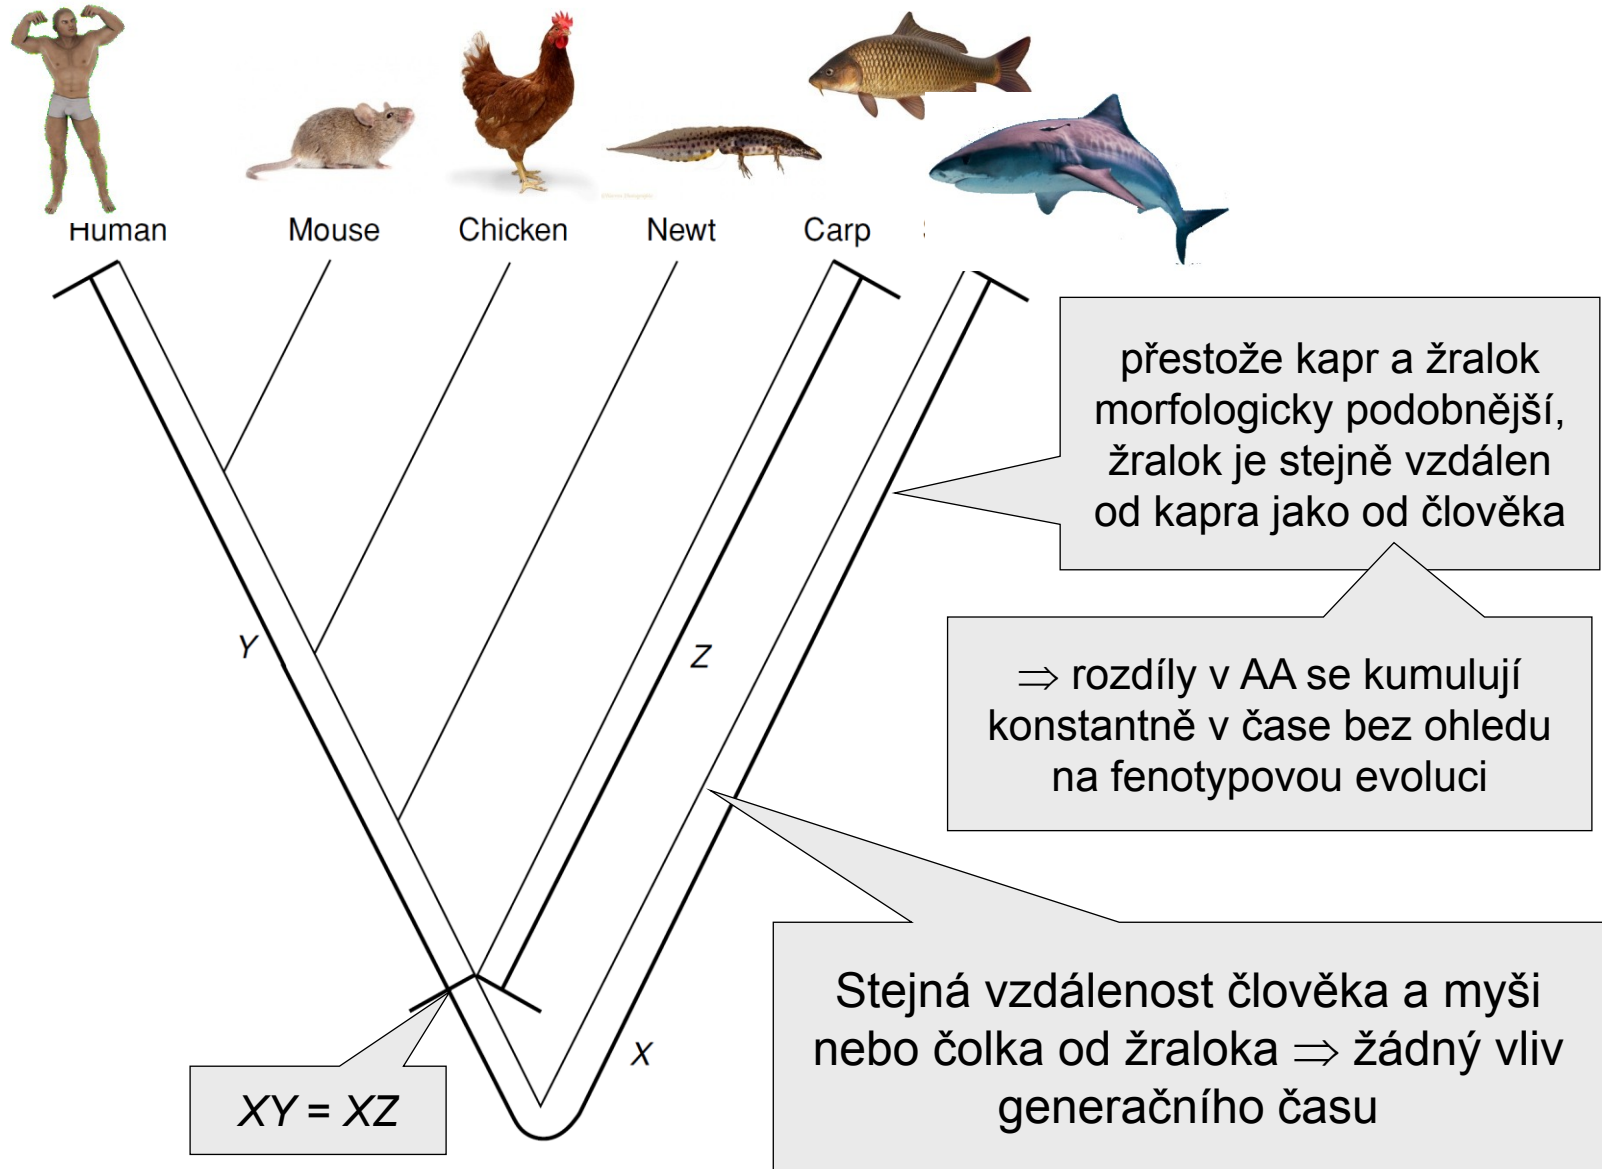 Human Mouse Chicken Newt Carp
přestože kapr a žralok
morfologicky podobnější,
žralok je stejně vzdálen
od kapra jako od člověka
Y
Z
⇒ rozdíly v AA se kumulují
konstantně v čase bez ohledu
na fenotypovou evoluci
Stejná vzdálenost člověka a myši
nebo čolka od žraloka ⇒ žádný vliv
generačního času
X
XY = XZ